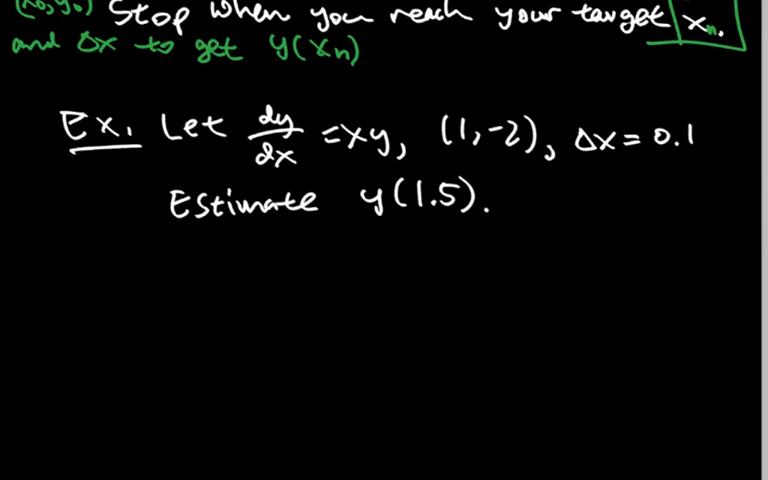 (x₀,y₀) Stop when you reach your target xₙ.
and Δx to get y(xₙ)
Ex. Let dy/dx = xy, (1,-2), Δx = 0.1
Estimate y(1.5).